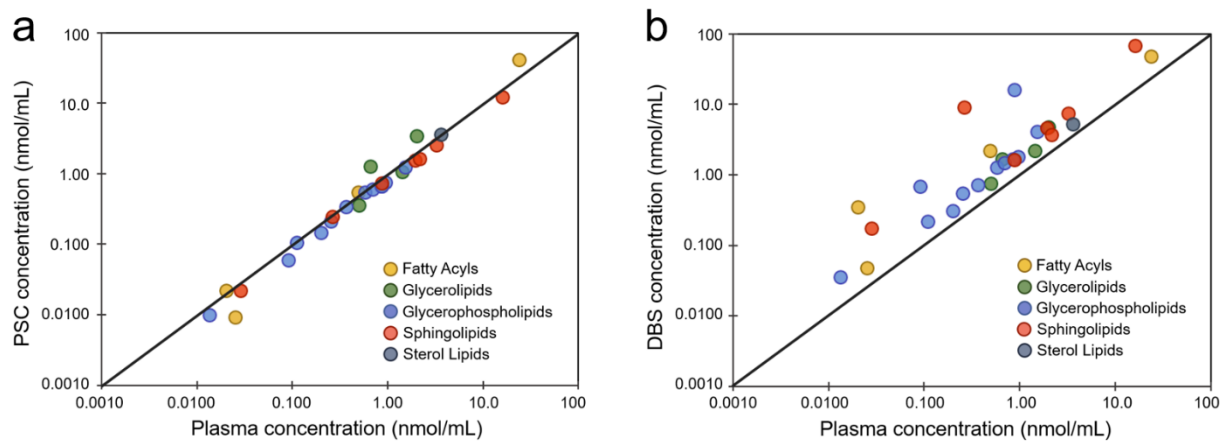 a
PSC concentration (nmol/mL)
100
10.0
1.00
0.100
0.0100
0.0010
Fatty Acyls
Glycerolipids
Glycerophospholipids
Sphingolipids
Sterol Lipids
0.0010 0.0100 0.100 1.00 10.0 100
Plasma concentration (nmol/mL)
b
DBS concentration (nmol/mL)
100
10.0
1.00
0.100
0.0100
0.0010
Fatty Acyls
Glycerolipids
Glycerophospholipids
Sphingolipids
Sterol Lipids
0.0010 0.0100 0.100 1.00 10.0 100
Plasma concentration (nmol/mL)